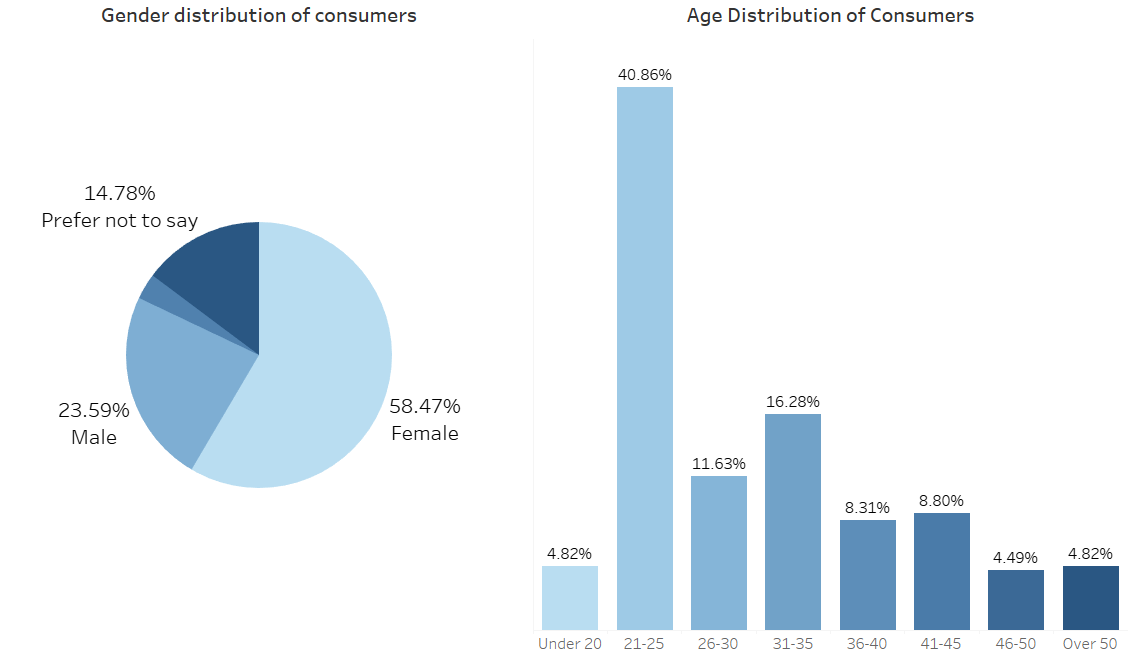 Gender distribution of consumers
14.78%
Prefer not to say
23.59%
Male
58.47%
Female
Age Distribution of Consumers
40.86%
16.28%
11.63%
8.31%
8.80%
4.82%
4.49%
4.82%
Under 20
21-25
26-30
31-35
36-40
41-45
46-50
Over 50